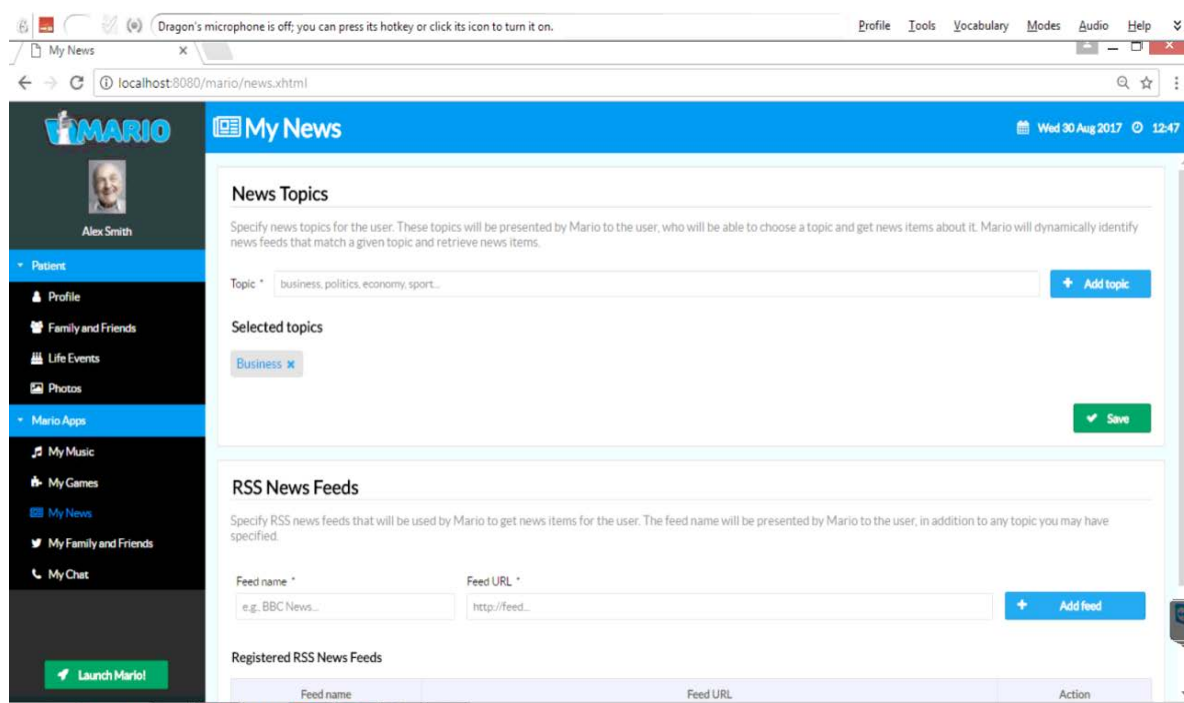 Dragon's microphone is off; you can press its hotkey or click its icon to turn it on.
Profile Tools Vocabulary Modes Audio Help
My News
localhost:8080/mario/news.xhtml
MARIO
My News
Wed 30 Aug 2017 12:47
Alex Smith
Patient
Profile
Family and Friends
Life Events
Photos
Mario Apps
My Music
My Games
My News
My Family and Friends
My Chat
Launch Mario!
News Topics
Specify news topics for the user. These topics will be presented by Mario to the user, who will be able to choose a topic and get news items about it. Mario will dynamically identify
news feeds that match a given topic and retrieve news items.
Topic * business, politics, economy, sport... Add topic
Selected topics
Business
Save
RSS News Feeds
Specify RSS news feeds that will be used by Mario to get news items for the user. The feed name will be presented by Mario to the user, in addition to any topic you may have
specified.
Feed name * Feed URL *
e.g., BBC News... http://feed... Add feed
Registered RSS News Feeds
Feed name Feed URL Action